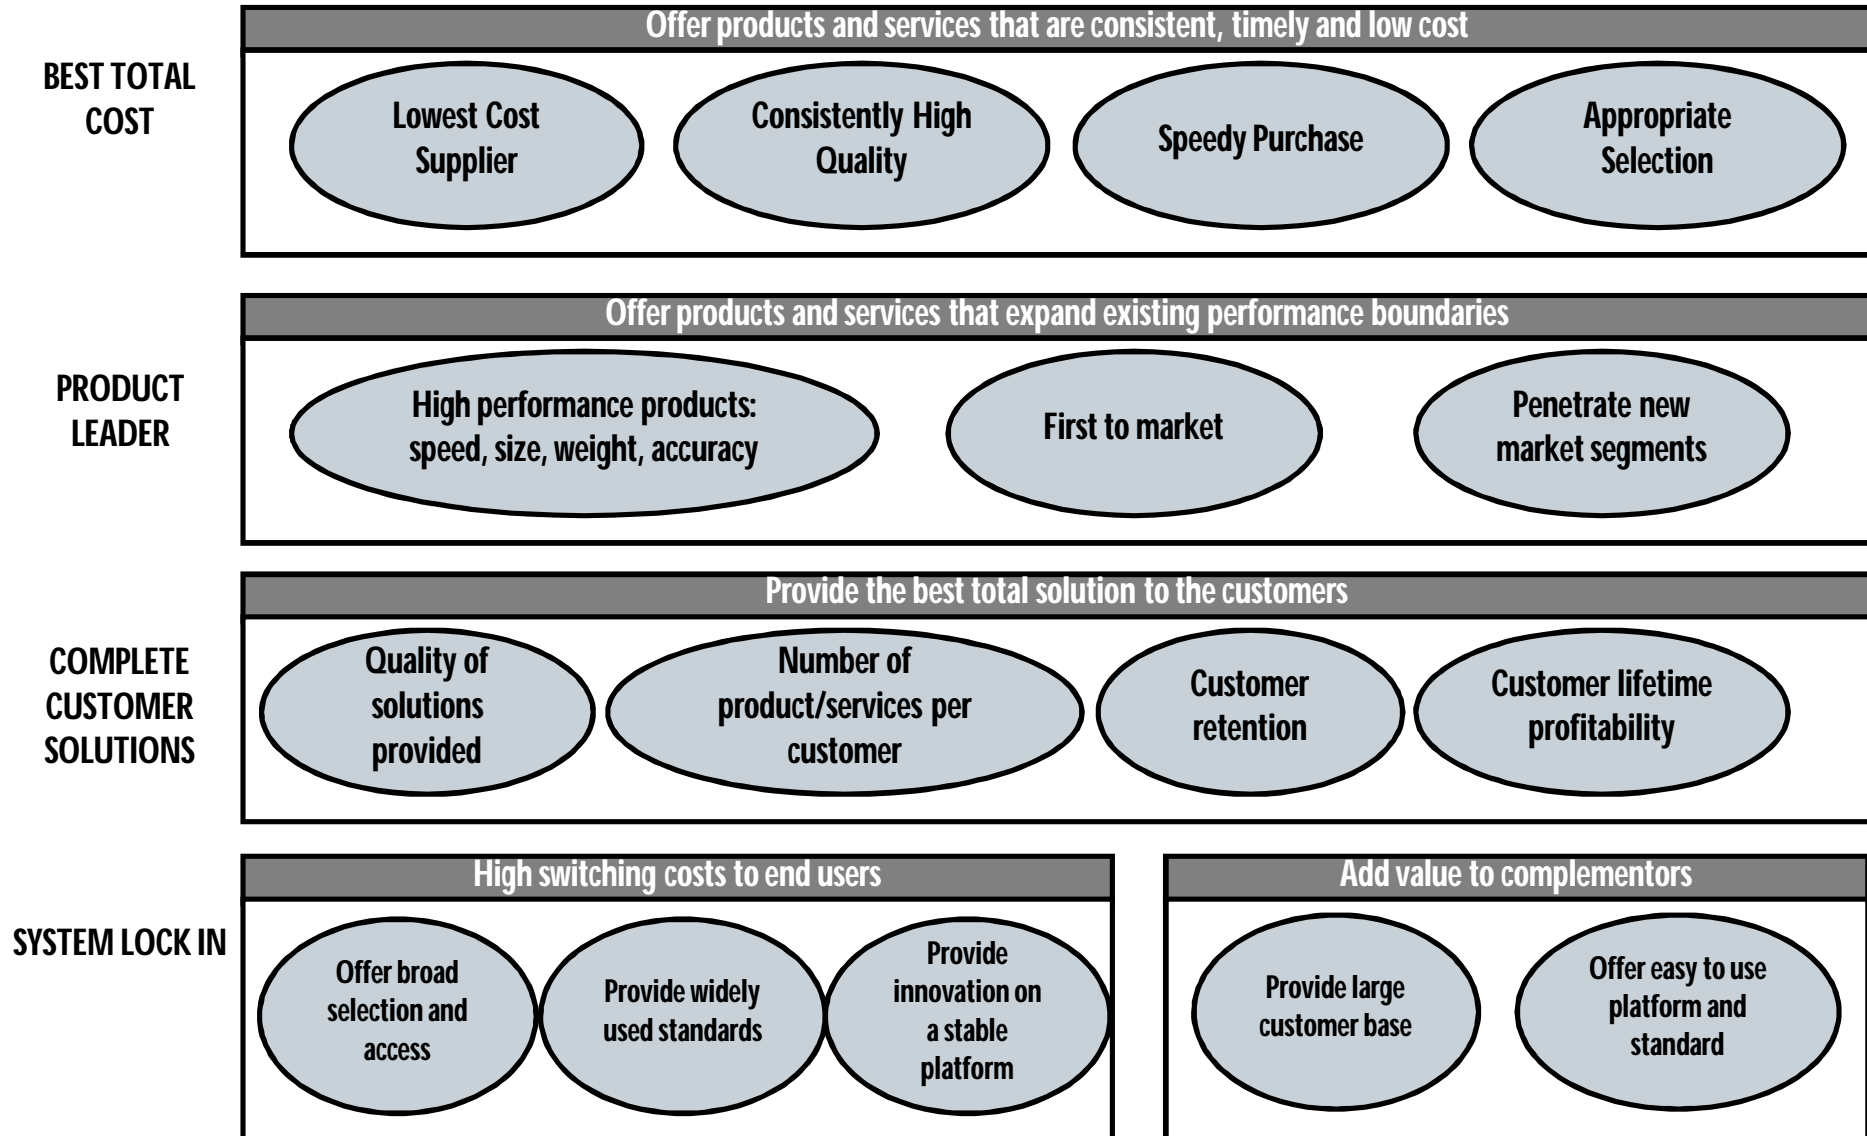 Offer products and services that are consistent, timely and low cost
BEST TOTAL
COST
Lowest Cost
Supplier
Consistently High
Quality
Speedy Purchase
Appropriate
Selection
Offer products and services that expand existing performance boundaries
PRODUCT
LEADER
High performance products:
speed, size, weight, accuracy
First to market
Penetrate new
market segments
Provide the best total solution to the customers
COMPLETE
CUSTOMER
SOLUTIONS
Quality of
solutions
provided
Number of
product/services per
customer
Customer
retention
Customer lifetime
profitability
High switching costs to end users
Add value to complementors
SYSTEM LOCK IN
Offer broad
selection and
access
Provide widely
used standards
Provide
innovation on
a stable
platform
Provide large
customer base
Offer easy to use
platform and
standard